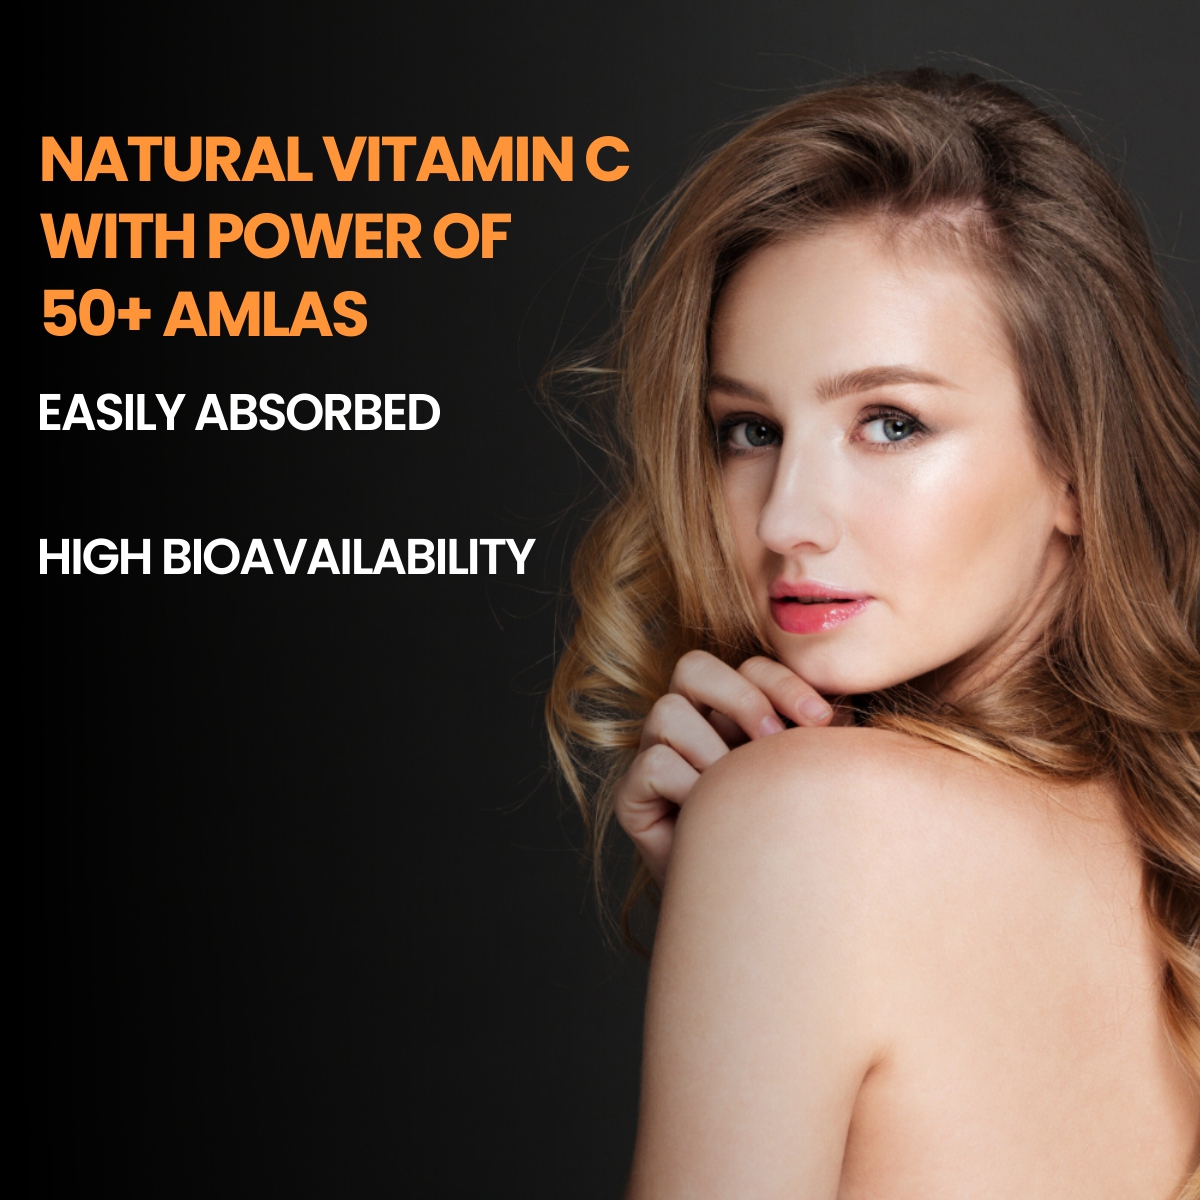 NATURAL VITAMIN C
WITH POWER OF
50+ AMLAS
EASILY ABSORBED
HIGH BIOAVAILABILITY